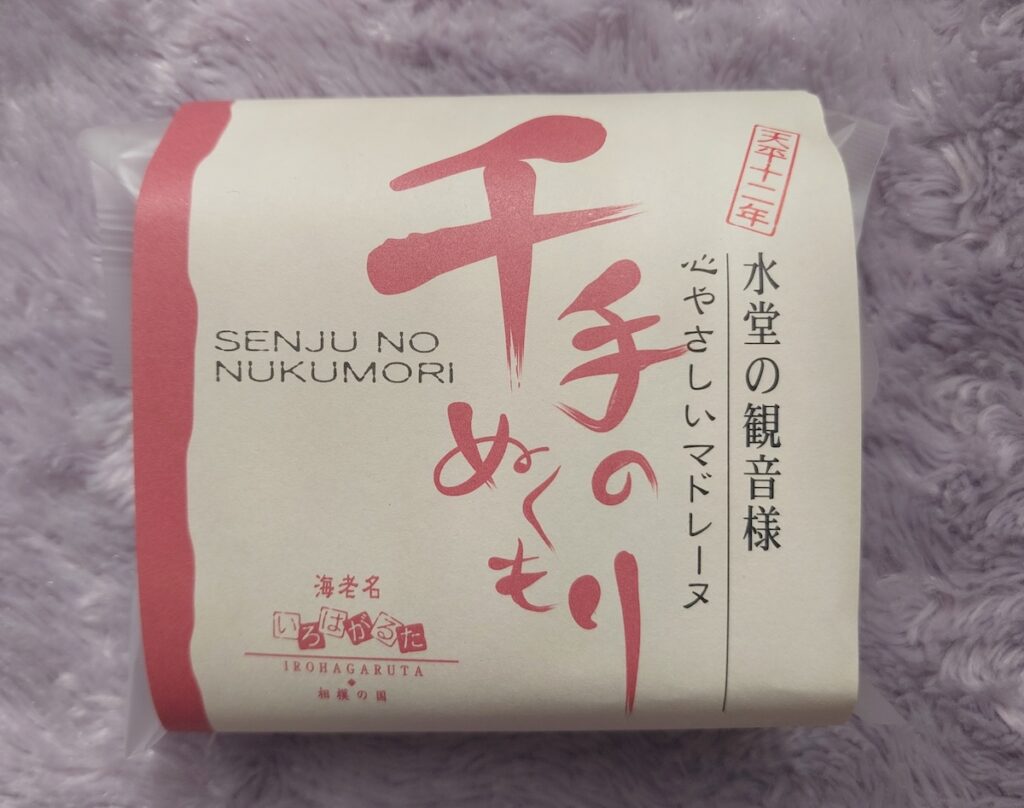 天平十二年
水堂の観音様
心やさしいマドレーヌ
千手の
ぬくもり
SENJU NO
NUKUMORI
海老名
いろはがるた
IROHAGARUTA
相模の国